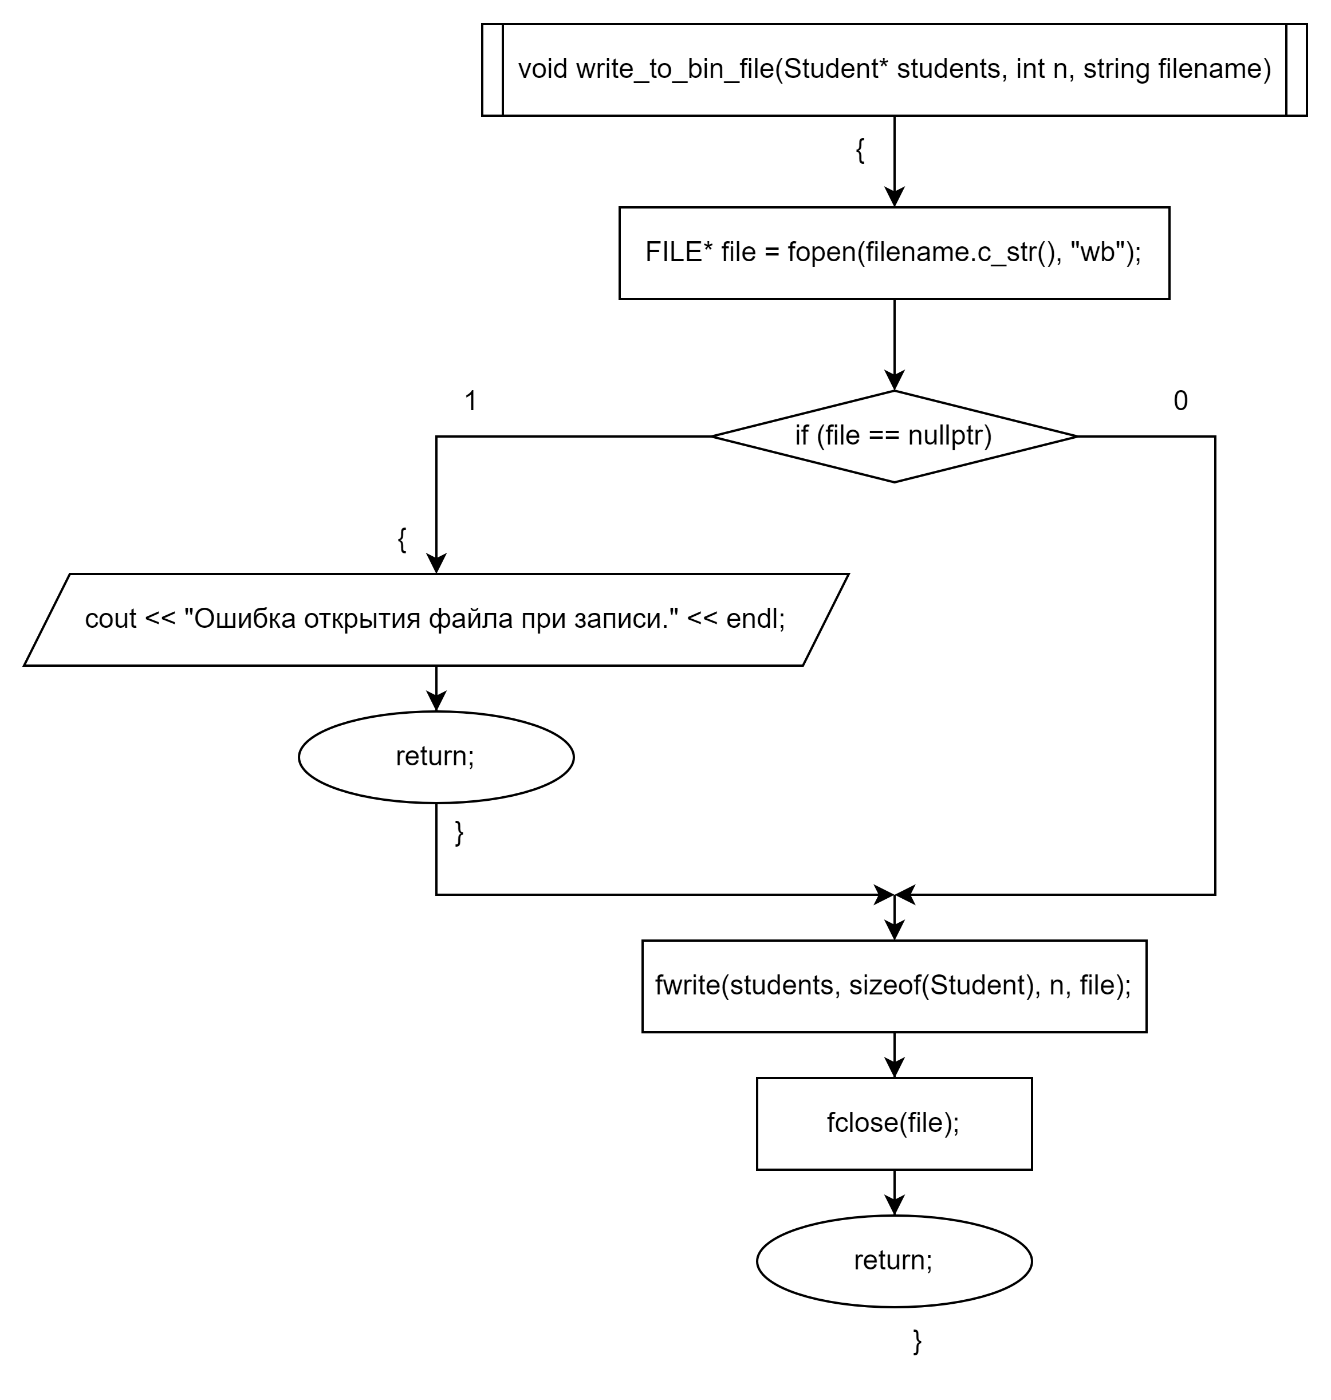 void write_to_bin_file(Student* students, int n, string filename)
{
FILE* file = fopen(filename.c_str(), "wb");
1
0
if (file == nullptr)
{
cout << "Ошибка открытия файла при записи." << endl;
return;
}
fwrite(students, sizeof(Student), n, file);
fclose(file);
return;
}